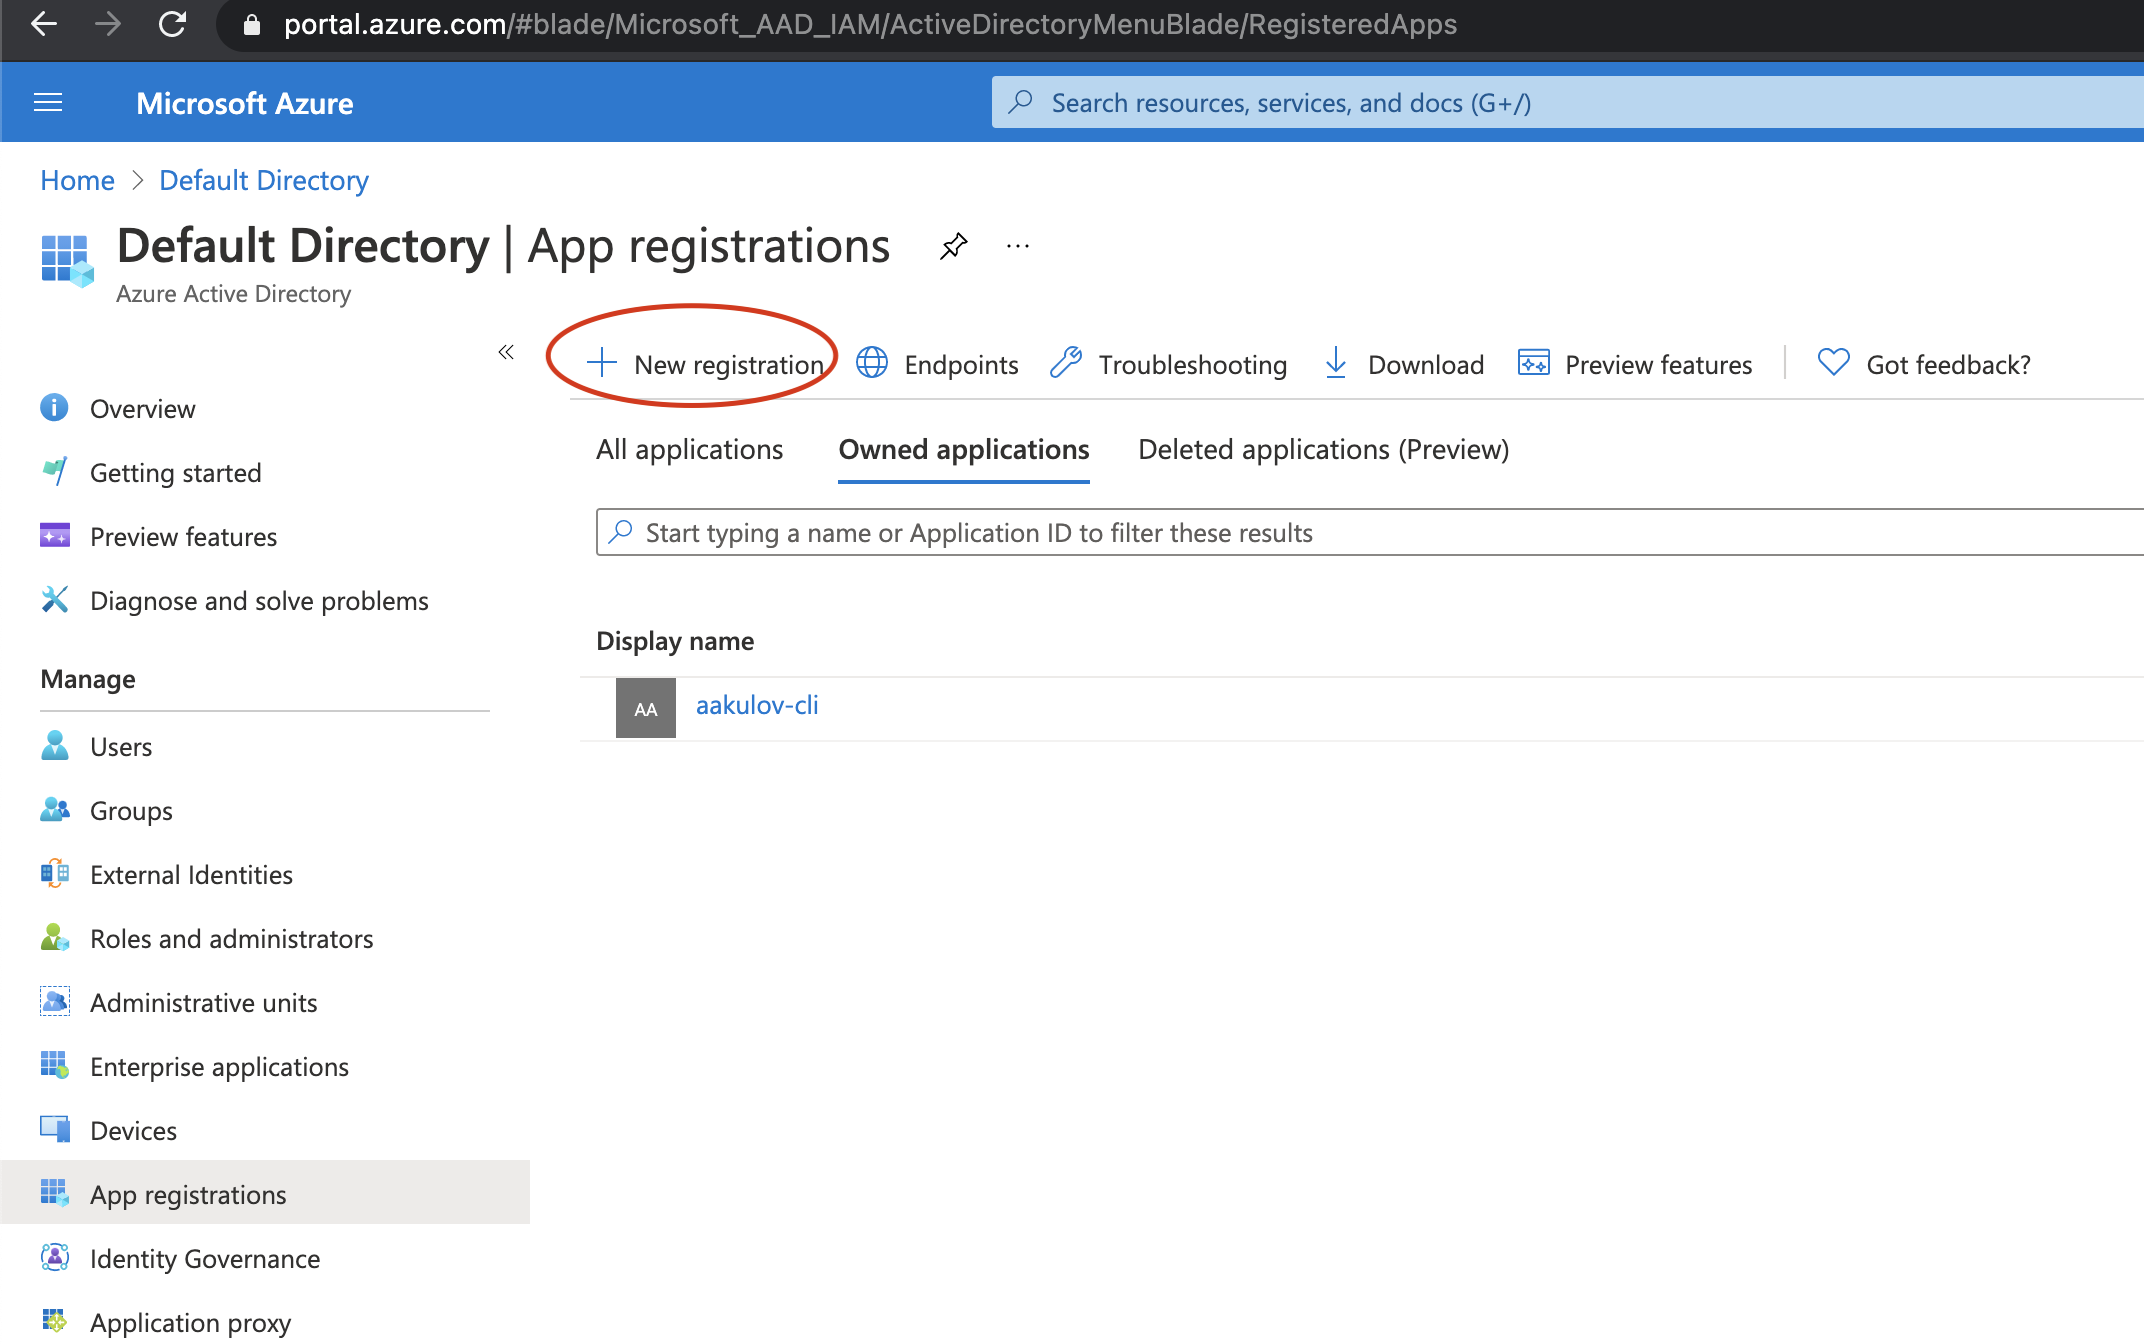 portal.azure.com/#blade/Microsoft_AAD_IAM/ActiveDirectoryMenuBlade/RegisteredApps
Microsoft Azure
Search resources, services, and docs (G+/)
Home > Default Directory
Default Directory | App registrations
Azure Active Directory
New registration
Endpoints
Troubleshooting
Download
Preview features
Got feedback?
Overview
Getting started
Preview features
Diagnose and solve problems
Manage
Users
Groups
External Identities
Roles and administrators
Administrative units
Enterprise applications
Devices
App registrations
Identity Governance
Application proxy
All applications
Owned applications
Deleted applications (Preview)
Start typing a name or Application ID to filter these results
Display name
AA
aakulov-cli